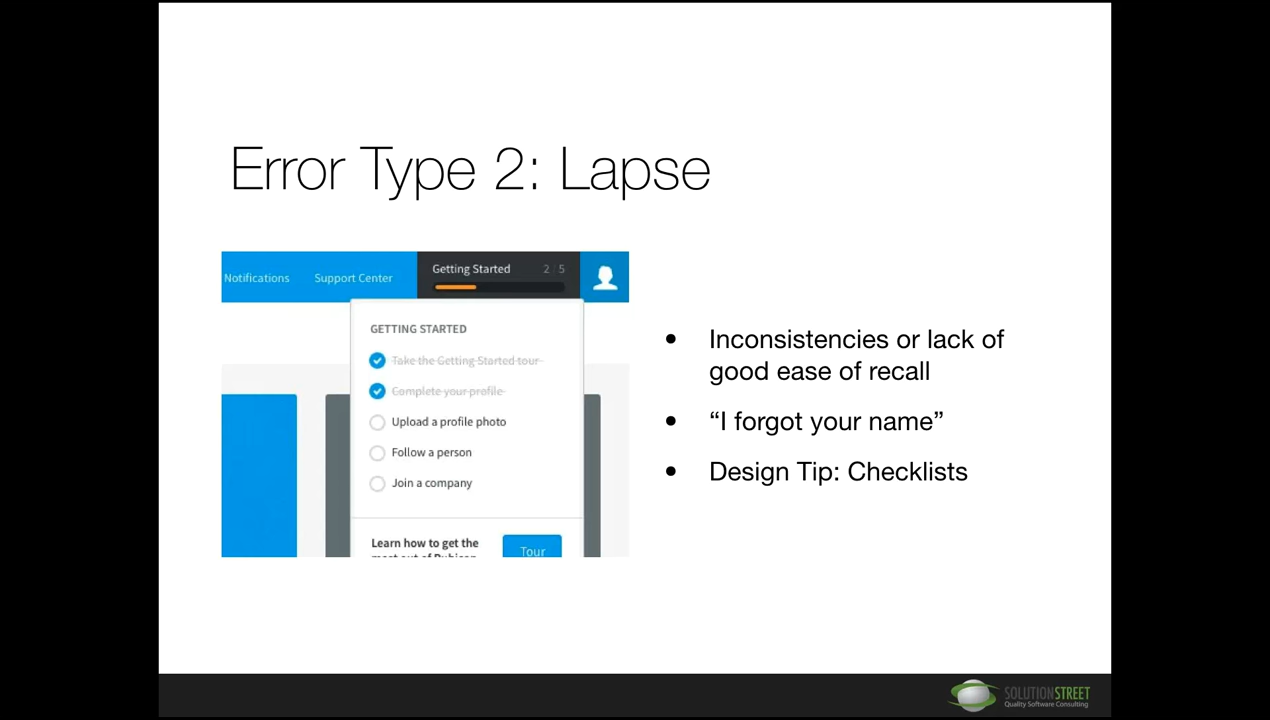 Error Type 2: Lapse
Notifications
Support Center
Getting Started 2 5
GETTING STARTED
Take the Getting Started tour
Complete your profile
Upload a profile photo
Follow a person
Join a company
Learn how to get the
Tour
• Inconsistencies or lack of
good ease of recall
• “I forgot your name”
• Design Tip: Checklists
SOLUTIONSTREET
Quality Software Consulting